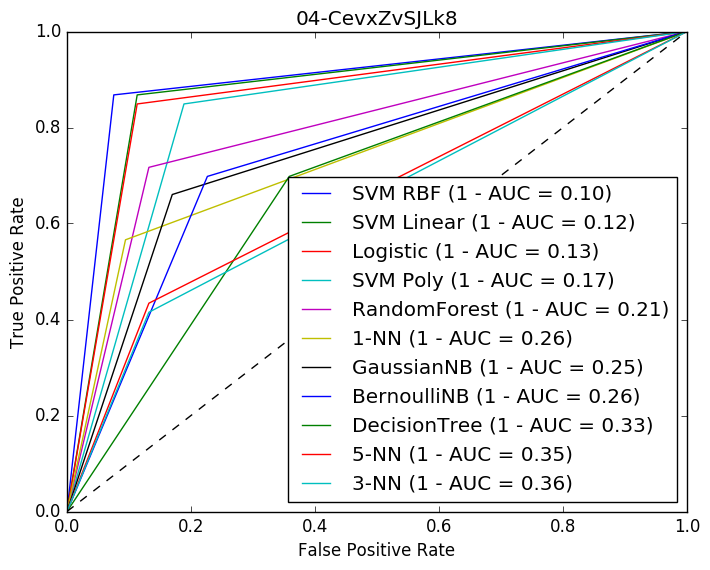 04-CevxZvSJLk8
1.0
0.8
0.6
0.4
0.2
0.0
True Positive Rate
SVM RBF (1 - AUC = 0.10)
SVM Linear (1 - AUC = 0.12)
Logistic (1 - AUC = 0.13)
SVM Poly (1 - AUC = 0.17)
RandomForest (1 - AUC = 0.21)
1-NN (1 - AUC = 0.26)
GaussianNB (1 - AUC = 0.25)
BernoulliNB (1 - AUC = 0.26)
DecisionTree (1 - AUC = 0.33)
5-NN (1 - AUC = 0.35)
3-NN (1 - AUC = 0.36)
0.0 0.2 0.4 0.6 0.8 1.0
False Positive Rate